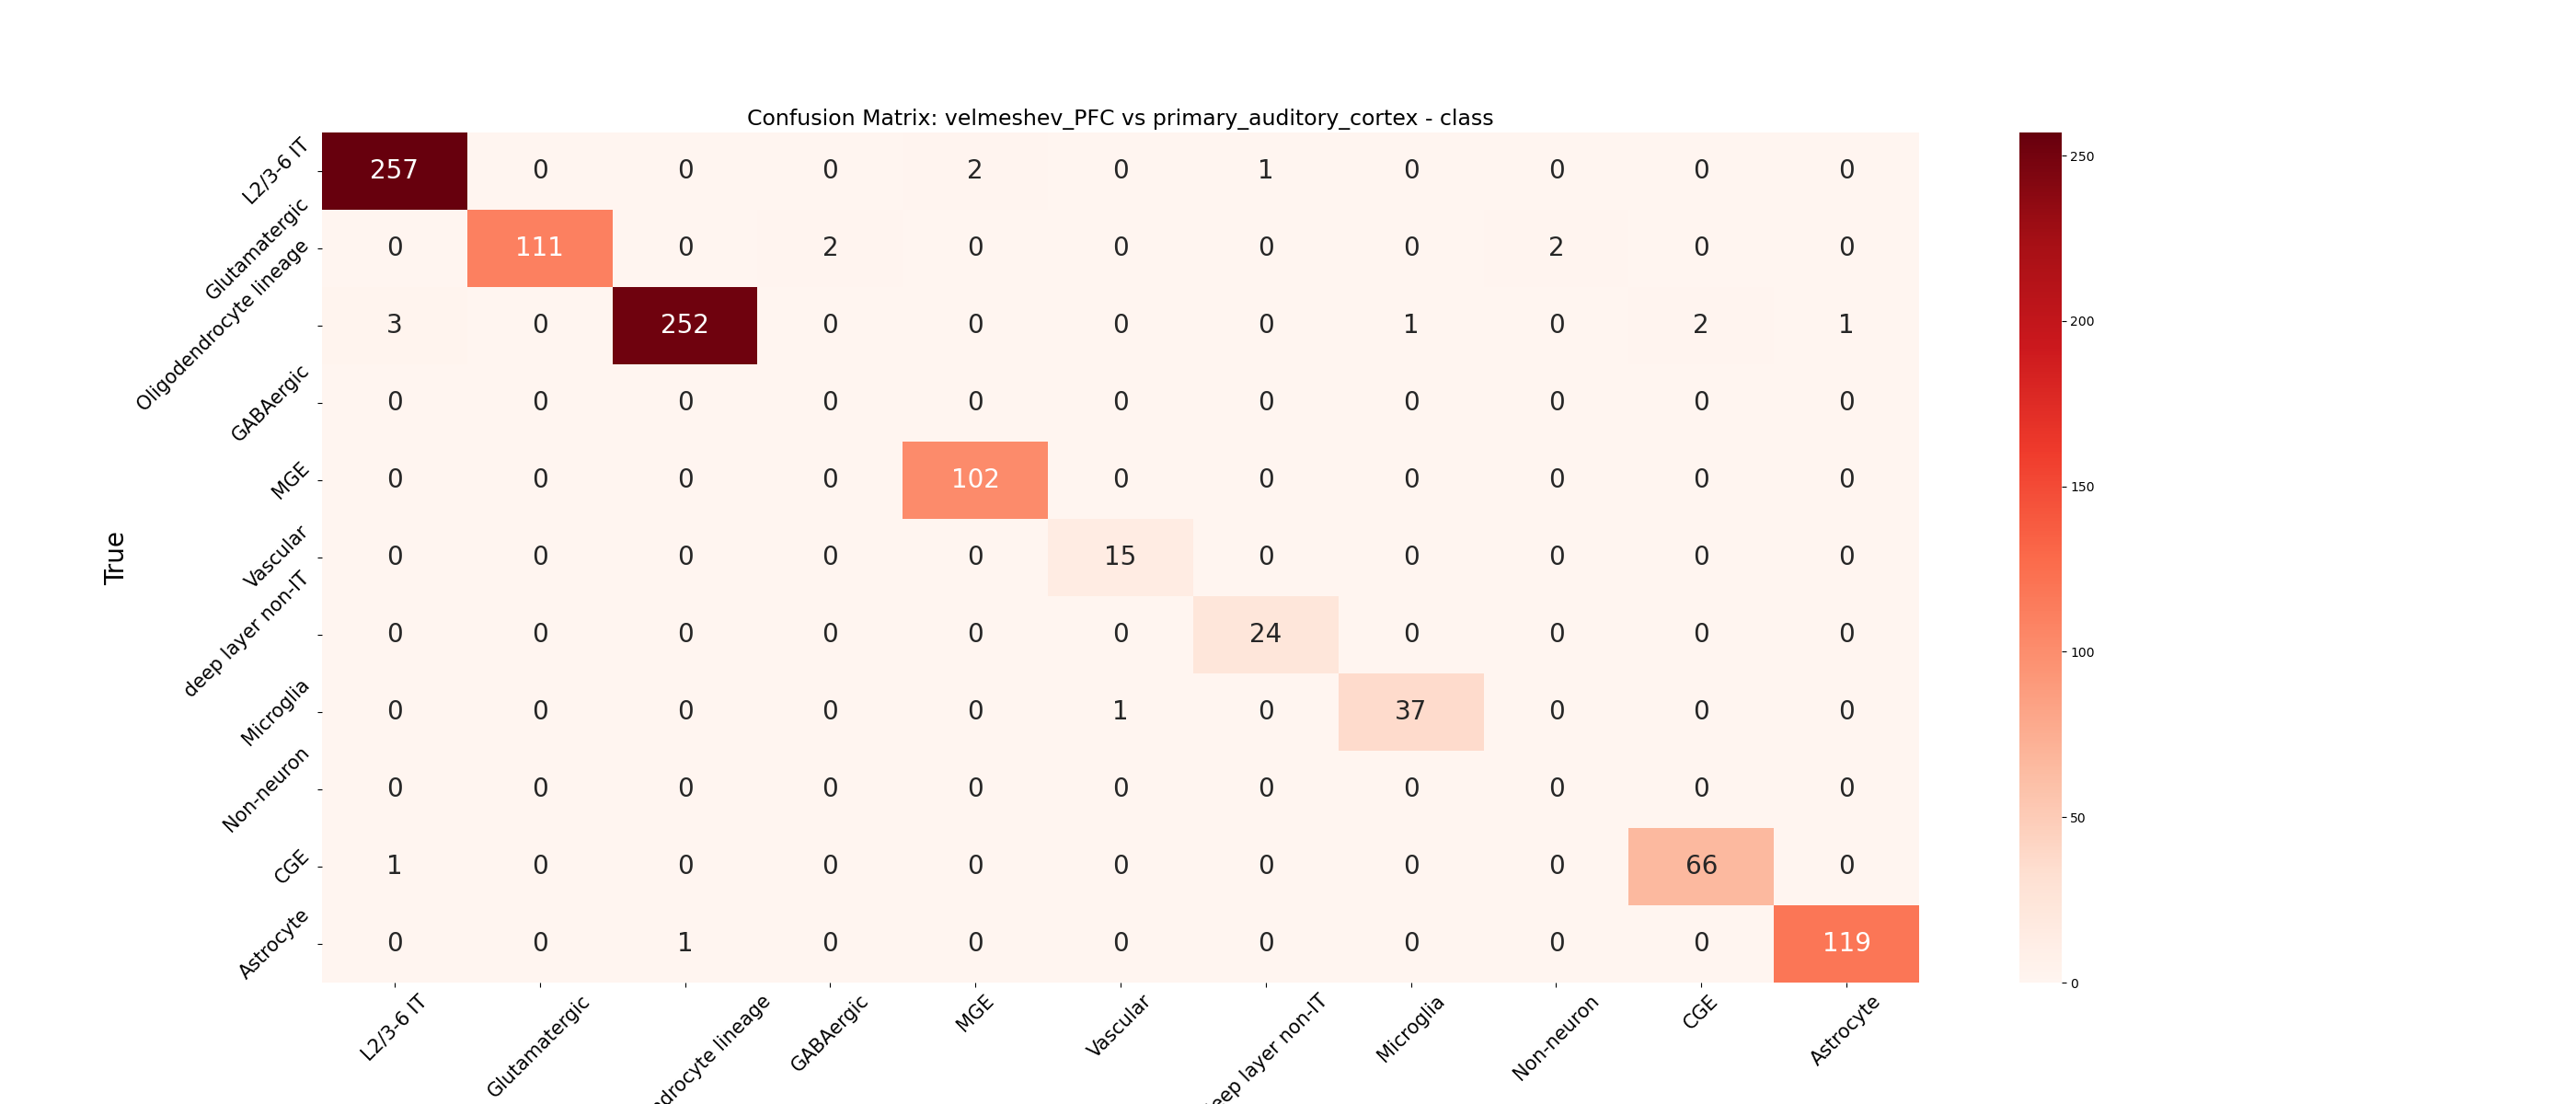 Confusion Matrix: velmeshev_PFC vs primary_auditory_cortex - class
True
L2/3-6 IT 257 0 0 0 2 0 1 0 0 0 0
Glutamatergic 0 111 0 2 0 0 0 0 2 0 0
Oligodendrocyte lineage 3 0 252 0 0 0 0 1 0 2 1
GABAergic 0 0 0 0 0 0 0 0 0 0 0
MGE 0 0 0 0 102 0 0 0 0 0 0
Vascular 0 0 0 0 0 15 0 0 0 0 0
deep layer non-IT 0 0 0 0 0 0 24 0 0 0 0
Microglia 0 0 0 0 0 1 0 37 0 0 0
Non-neuron 0 0 0 0 0 0 0 0 0 0 0
CGE 1 0 0 0 0 0 0 0 0 66 0
Astrocyte 0 0 1 0 0 0 0 0 0 0 119
L2/3-6 IT
Glutamatergic
ndrocyte lineage
GABAergic
MGE
Vascular
eep layer non-IT
Microglia
Non-neuron
CGE
Astrocyte
250
200
150
100
50
0